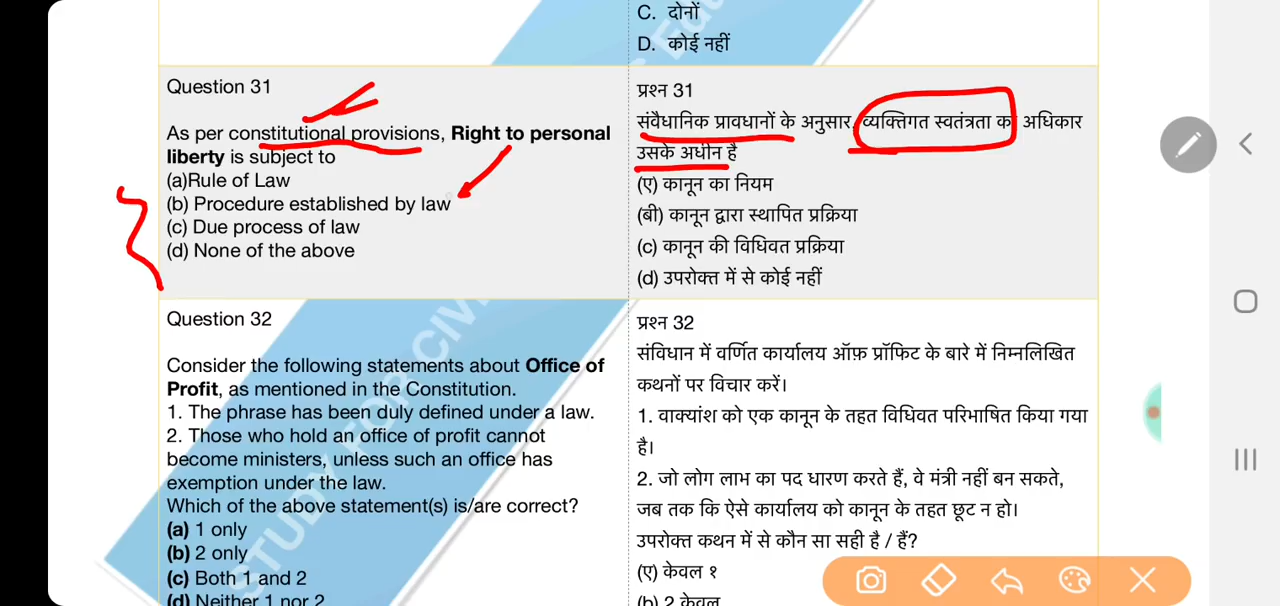 C. दोनों
D. कोई नहीं
Question 31
As per constitutional provisions, Right to personal
liberty is subject to
(a)Rule of Law
(b) Procedure established by law
(c) Due process of law
(d) None of the above
प्रश्न 31
संवैधानिक प्रावधानों के अनुसार, व्यक्तिगत स्वतंत्रता का अधिकार
उसके अधीन है
(ए) कानून का नियम
(बी) कानून द्वारा स्थापित प्रक्रिया
(c) कानून की विधिवत प्रक्रिया
(d) उपरोक्त में से कोई नहीं
Question 32
Consider the following statements about Office of
Profit, as mentioned in the Constitution.
1. The phrase has been duly defined under a law.
2. Those who hold an office of profit cannot
become ministers, unless such an office has
exemption under the law.
Which of the above statement(s) is/are correct?
(a) 1 only
(b) 2 only
(c) Both 1 and 2
(d) Neither 1 nor 2
प्रश्न 32
संविधान में वर्णित कार्यालय ऑफ़ प्रॉफिट के बारे में निम्नलिखित
कथनों पर विचार करें।
1. वाक्यांश को एक कानून के तहत विधिवत परिभाषित किया गया
है।
2. जो लोग लाभ का पद धारण करते हैं, वे मंत्री नहीं बन सकते,
जब तक कि ऐसे कार्यालय को कानून के तहत छूट न हो।
उपरोक्त कथन में से कौन सा सही है / हैं?
(ए) केवल १
(b) 2 केवल
STUDY FOR CIVI